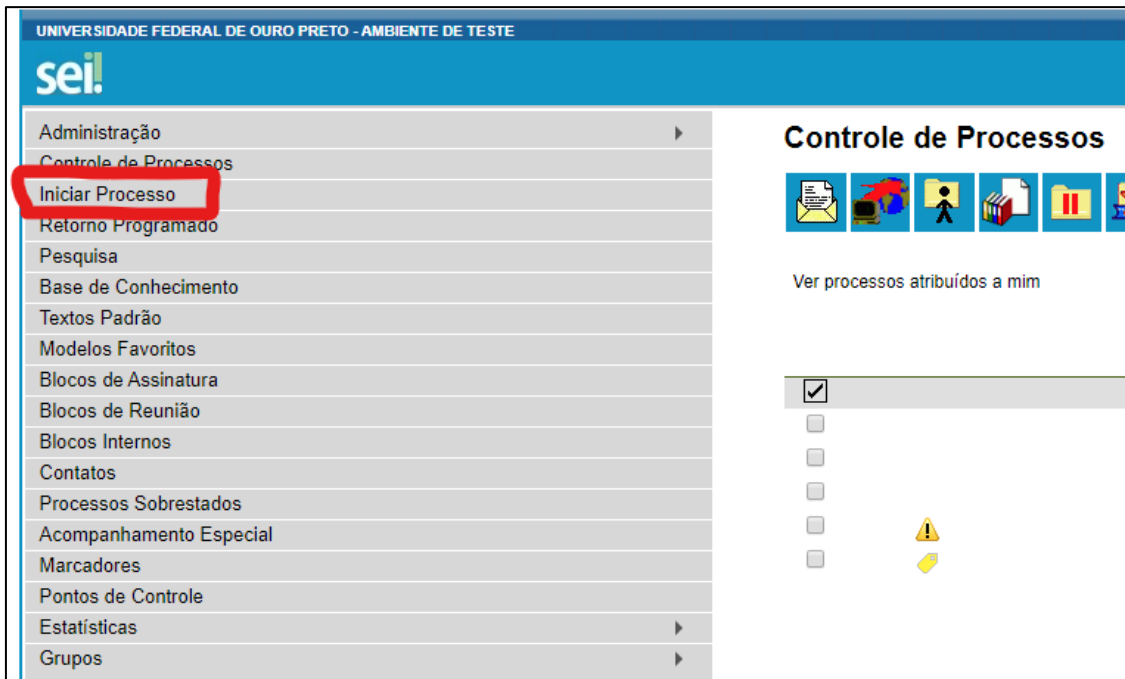 UNIVERSIDADE FEDERAL DE OURO PRETO - AMBIENTE DE TESTE
sei!
Administração
Controle de Processos
Iniciar Processo
Retorno Programado
Pesquisa
Base de Conhecimento
Textos Padrão
Modelos Favoritos
Blocos de Assinatura
Blocos de Reunião
Blocos Internos
Contatos
Processos Sobrestados
Acompanhamento Especial
Marcadores
Pontos de Controle
Estatísticas
Grupos
Controle de Processos
Ver processos atribuídos a mim